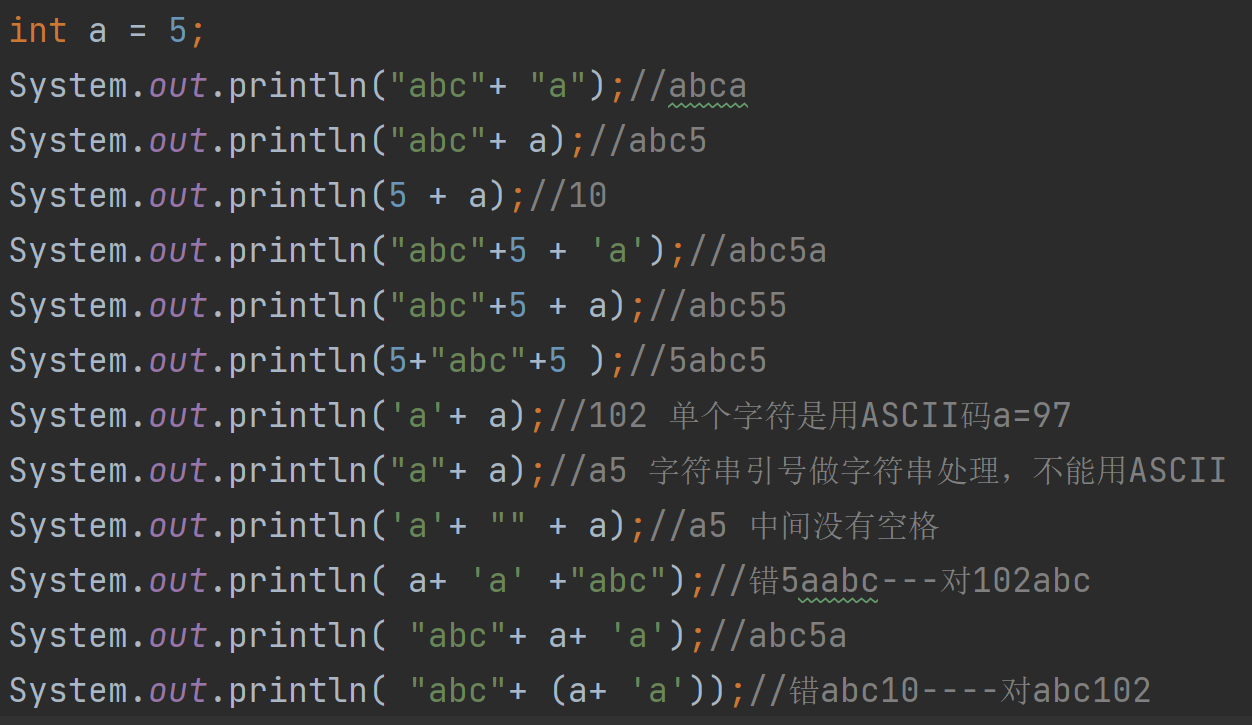 int a = 5;
System.out.println("abc"+ "a");//abca
System.out.println("abc"+ a);//abc5
System.out.println(5 + a);//10
System.out.println("abc"+5 + 'a');//abc5a
System.out.println("abc"+5 + a);//abc55
System.out.println(5+"abc"+5 );//5abc5
System.out.println('a'+ a);//102 单个字符是用ASCII码a=97
System.out.println("a"+ a);//a5 字符串引号做字符串处理，不能用ASCII
System.out.println('a'+ "" + a);//a5 中间没有空格
System.out.println( a+ 'a' +"abc");//错5aabc---对102abc
System.out.println( "abc"+ a+ 'a');//abc5a
System.out.println( "abc"+ (a+ 'a'));//错abc10----对abc102